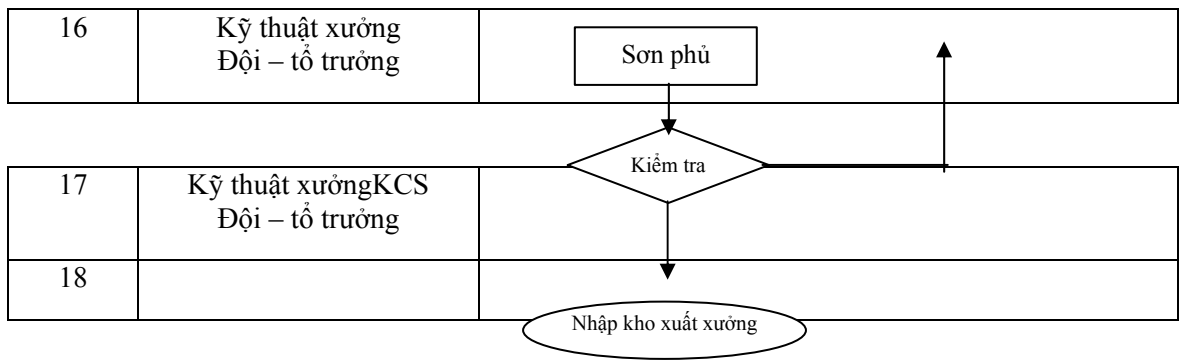 16
Kỹ thuật xưởng
Đội – tổ trưởng
Sơn phủ
Kiểm tra
17
Kỹ thuật xưởngKCS
Đội – tổ trưởng
18
Nhập kho xuất xưởng